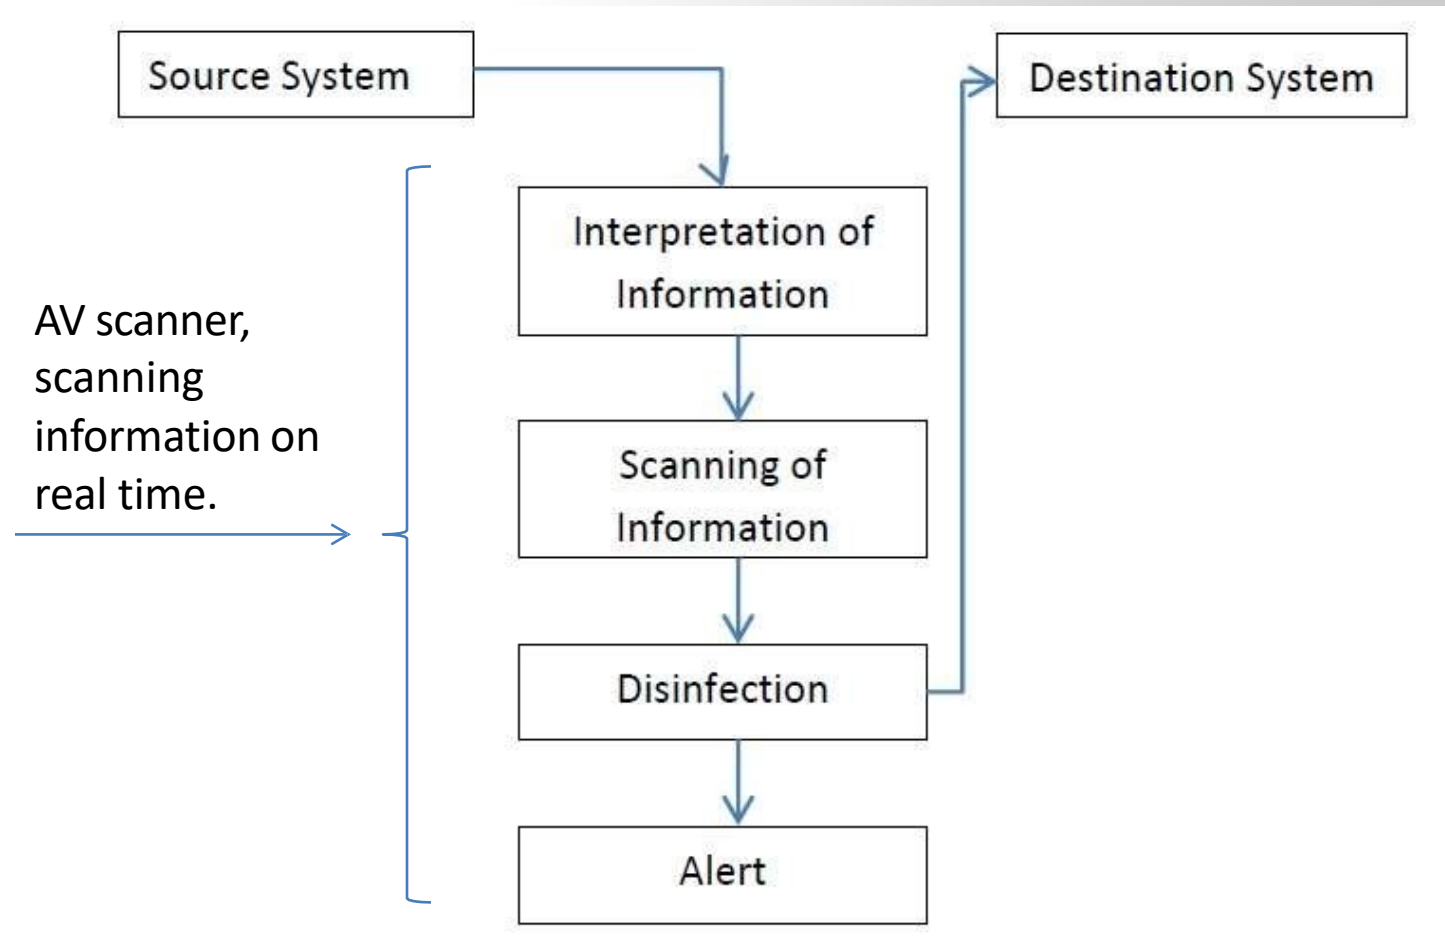 Source System
Destination System
Interpretation of
Information
AV scanner,
scanning
information on
real time.
Scanning of
Information
Disinfection
Alert